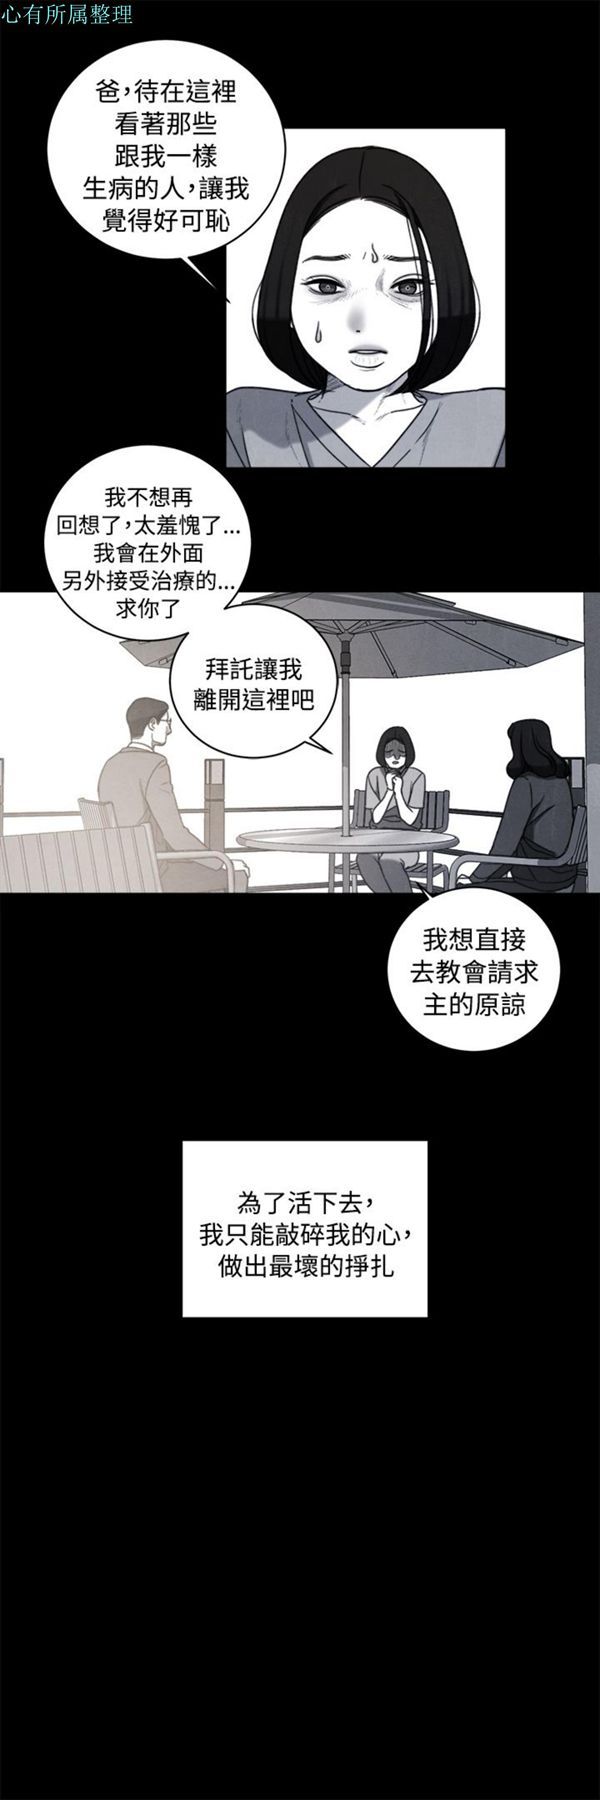 心有所属整理
爸，待在這裡
看著那些
跟我一樣
生病的人，讓我
覺得好可恥
我不想再
回想了，太羞愧了...
我會在外面
另外接受治療的...
求你了
拜託讓我
離開這裡吧
我想直接
去教會請求
主的原諒
為了活下去，
我只能敲碎我的心，
做出最壞的掙扎